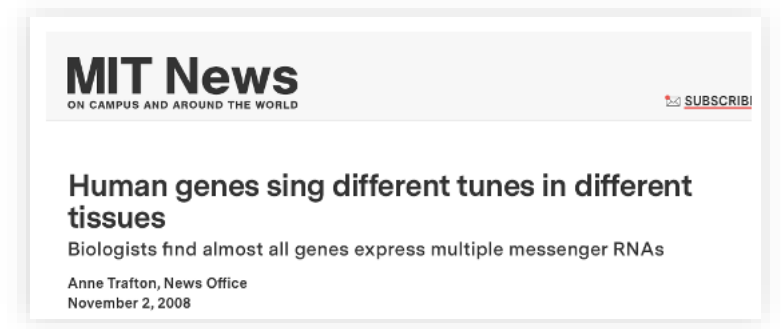 MIT News
ON CAMPUS AND AROUND THE WORLD
SUBSCRIBE
Human genes sing different tunes in different
tissues
Biologists find almost all genes express multiple messenger RNAs
Anne Trafton, News Office
November 2, 2008